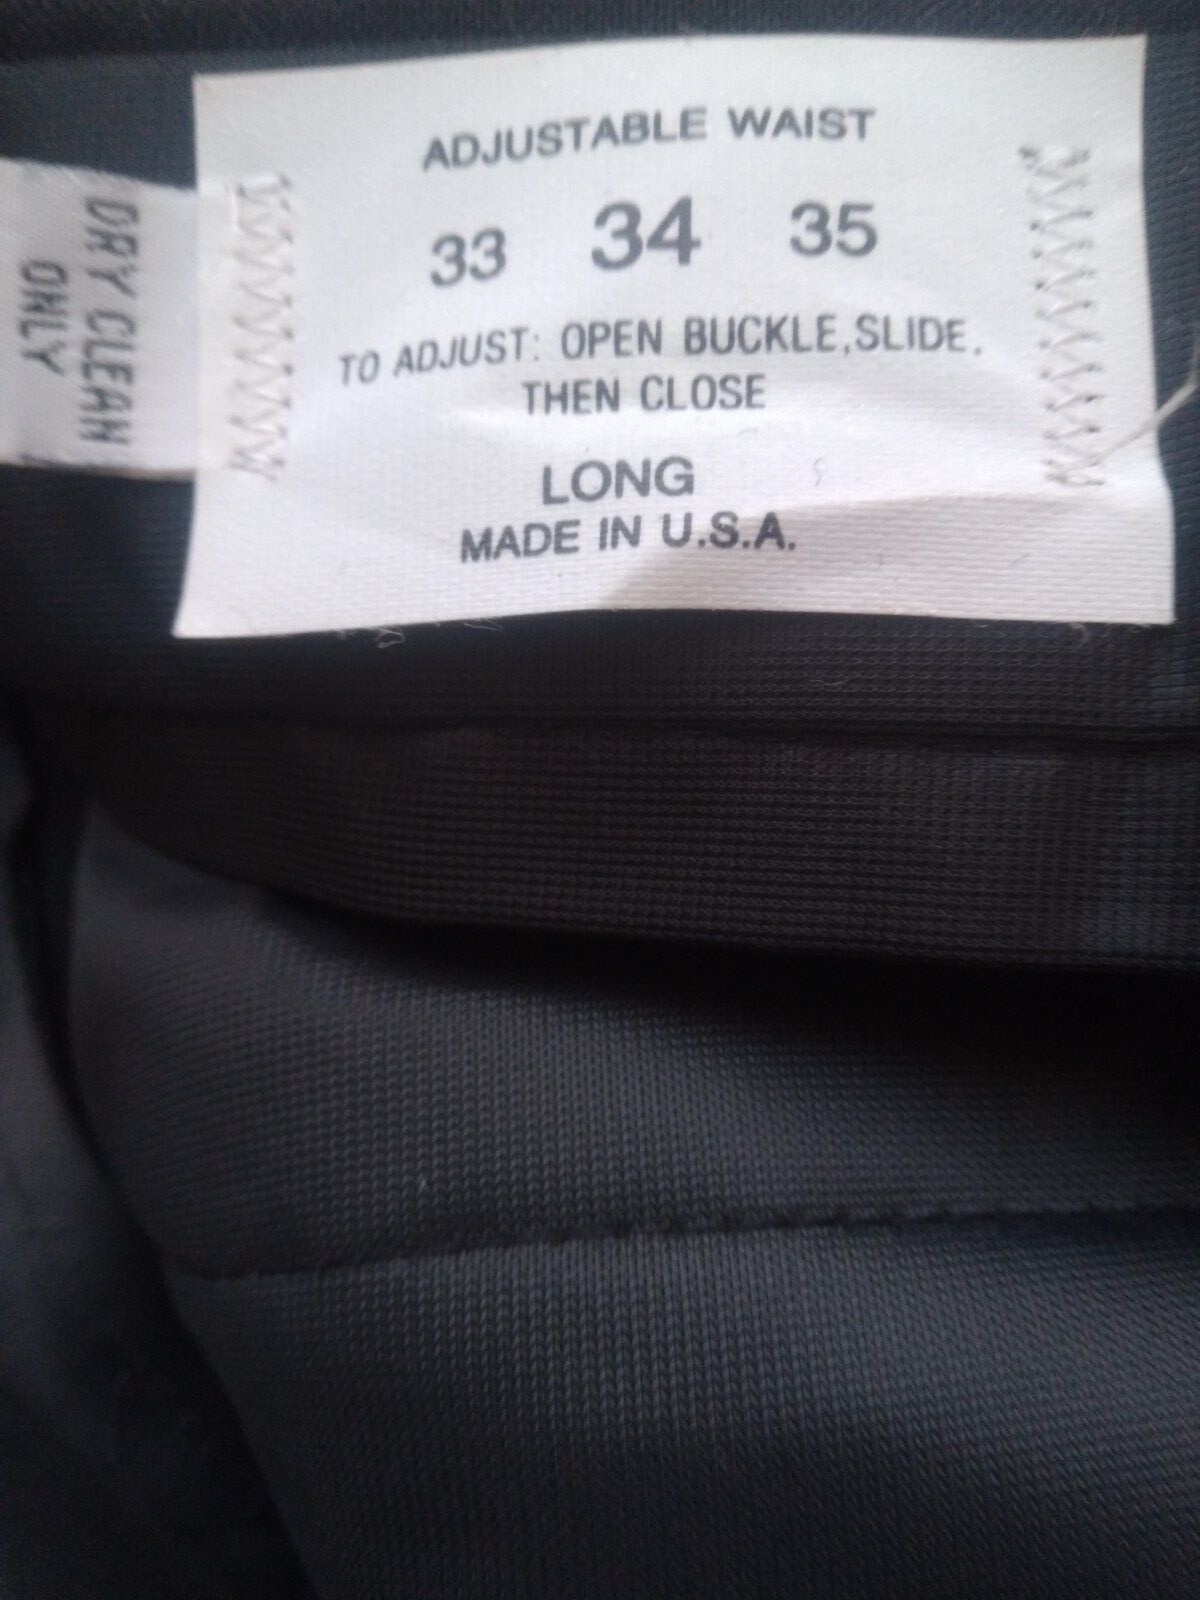 ADJUSTABLE WAIST
33 34 35
TO ADJUST: OPEN BUCKLE,SLIDE,
THEN CLOSE
LONG
MADE IN U.S.A.
DRY CLEAN
ONLY